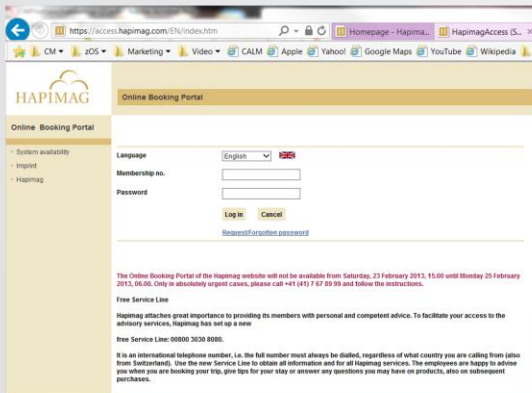 https://access.hapimag.com/EN/index.htm
Homepage - Hapima...
HapimagAccess (S...
CM
zOS
Marketing
Video
CALM
Apple
Yahoo!
Google Maps
YouTube
Wikipedia
HAPIMAG
Online Booking Portal
Online Booking Portal
System availability
Imprint
Hapimag
Language English
Membership no.
Password
Log in Cancel
Request/Forgotten password
The Online Booking Portal of the Hapimag website will not be available from Saturday, 23 February 2013, 15.00 until Monday 25 February
2013, 06.00. Only in absolutely urgent cases, please call +41 (41) 7 67 89 99 and follow the instructions.
Free Service Line
Hapimag attaches great importance to providing its members with personal and competent advice. To facilitate your access to the
advisory services, Hapimag has set up a new
free Service Line: 00800 3030 8080.
It is an international telephone number, i.e. the full number must always be dialled, regardless of what country you are calling from (also
from Switzerland). Use the new Service Line to obtain all information and for all Hapimag services. The employees are happy to advise
you when you are booking your trip, give tips for your stay or answer any questions you may have on products, also on subsequent
purchases.